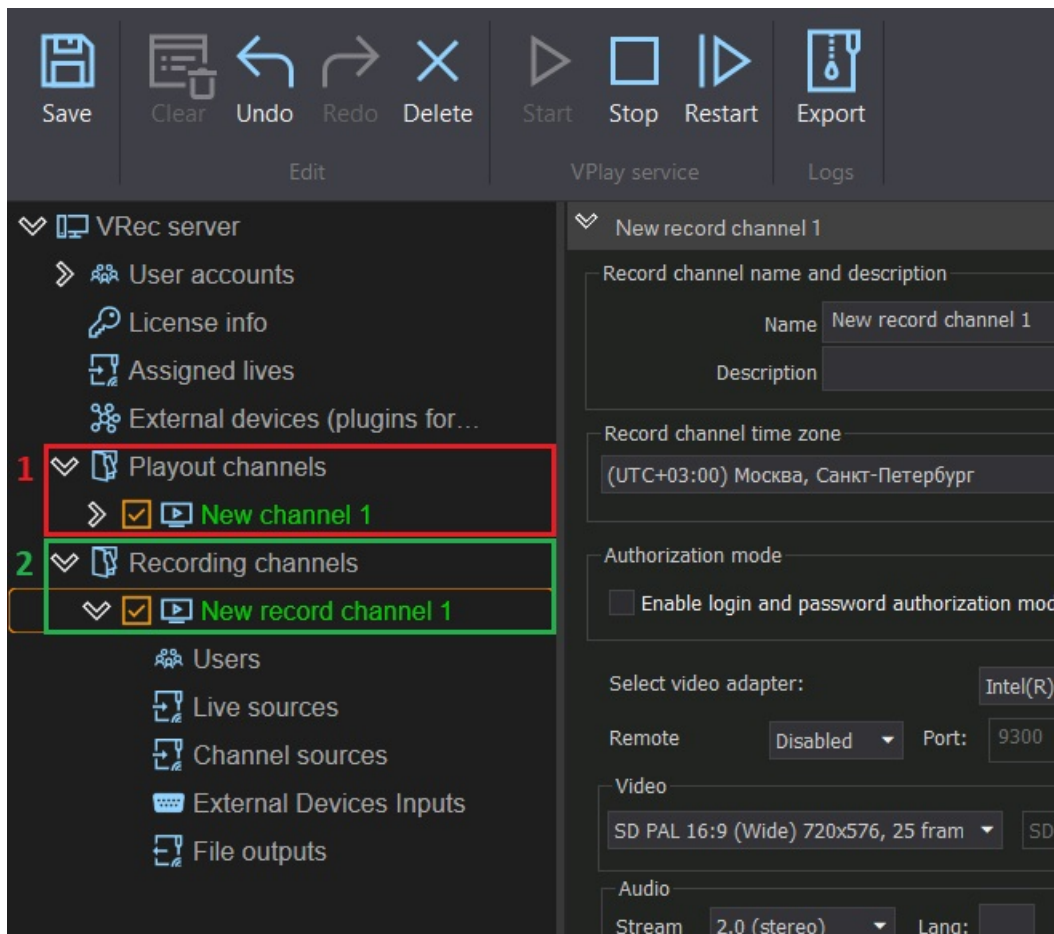 Save
Clear
Undo
Redo
Delete
Start
Stop
Restart
Export
Edit
VPlay service
Logs
VRec server
User accounts
License info
Assigned lives
External devices (plugins for...
1
Playout channels
New channel 1
2
Recording channels
New record channel 1
Users
Live sources
Channel sources
External Devices Inputs
File outputs
New record channel 1
Record channel name and description
Name New record channel 1
Description
Record channel time zone
(UTC+03:00) Москва, Санкт-Петербург
Authorization mode
Enable login and password authorization mod
Select video adapter: Intel(R)
Remote Disabled Port: 9300
Video
SD PAL 16:9 (Wide) 720x576, 25 fram SD
Audio
Stream 2.0 (stereo) Lang: